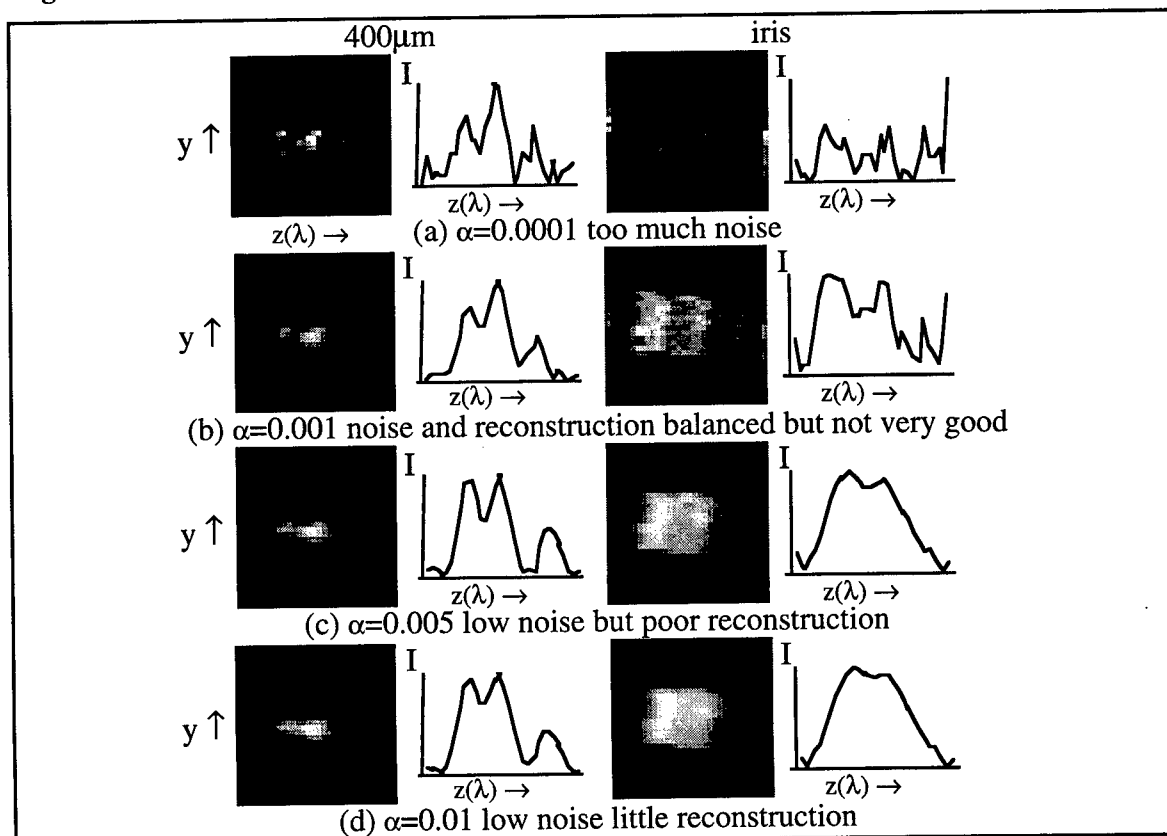 400μm iris
I I
y ↑
z(λ) → z(λ) → z(λ) →
(a) α=0.0001 too much noise
I I
y ↑
z(λ) → z(λ) →
(b) α=0.001 noise and reconstruction balanced but not very good
I I
y ↑
z(λ) → z(λ) →
(c) α=0.005 low noise but poor reconstruction
I I
y ↑
z(λ) → z(λ) →
(d) α=0.01 low noise little reconstruction